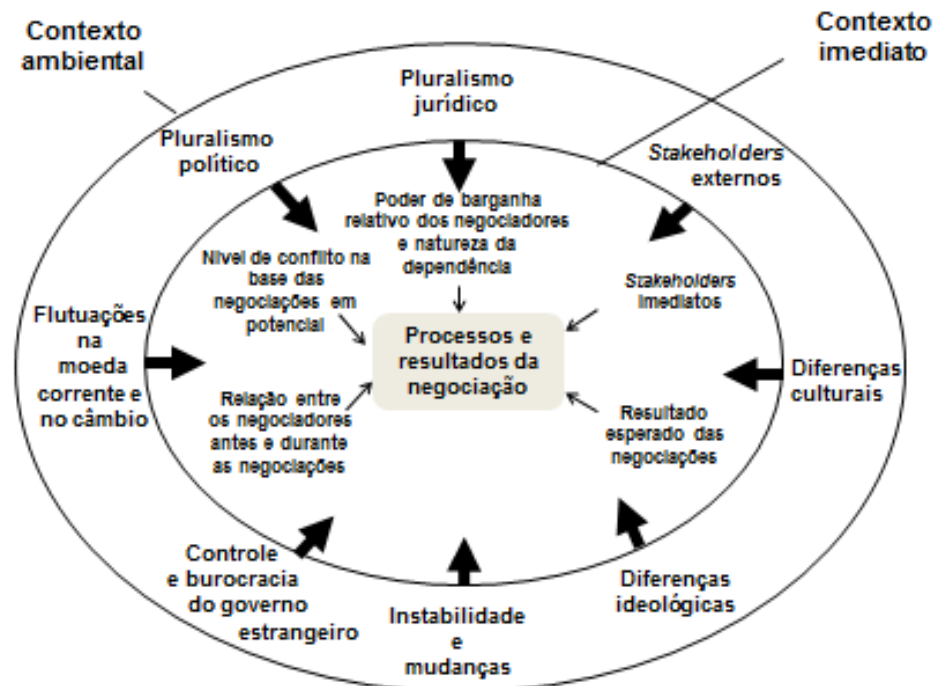 Contexto
ambiental
Contexto
imediato
Pluralismo
jurídico
Pluralismo
político
Stakeholders
externos
Poder de barganha
relativo dos negociadores
e natureza da
dependência
Nível de conflito na
base das
negociações em
potencial
Stakeholders
imediatos
Flutuações
na
moeda
corrente e
no câmbio
Processos e
resultados da
negociação
Diferenças
culturais
Relação entre
os negociadores
antes e durante
as negociações
Resultado
esperado das
negociações
Controle
e burocracia
do governo
estrangeiro
Instabilidade
e
mudanças
Diferenças
ideológicas